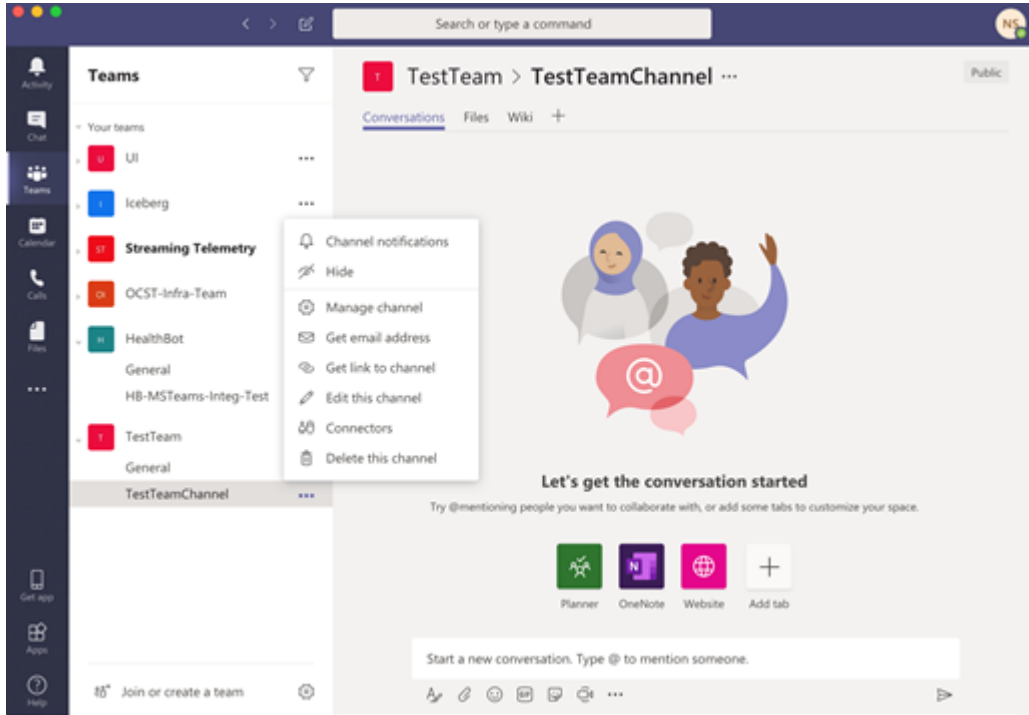 Search or type a command
NS
Activity
Chat
Teams
Calendar
Calls
Files
Get app
Apps
Help
Teams
Your teams
U UI
I Iceberg
ST Streaming Telemetry
OI OCST-Infra-Team
H HealthBot
General
HB-MSTeams-Integ-Test
T TestTeam
General
TestTeamChannel
Join or create a team
Channel notifications
Hide
Manage channel
Get email address
Get link to channel
Edit this channel
Connectors
Delete this channel
T TestTeam > TestTeamChannel ...
Public
Conversations Files Wiki +
@
Let's get the conversation started
Try @mentioning people you want to collaborate with, or add some tabs to customize your space.
N
Planner OneNote Website Add tab
Start a new conversation. Type @ to mention someone.
GIF